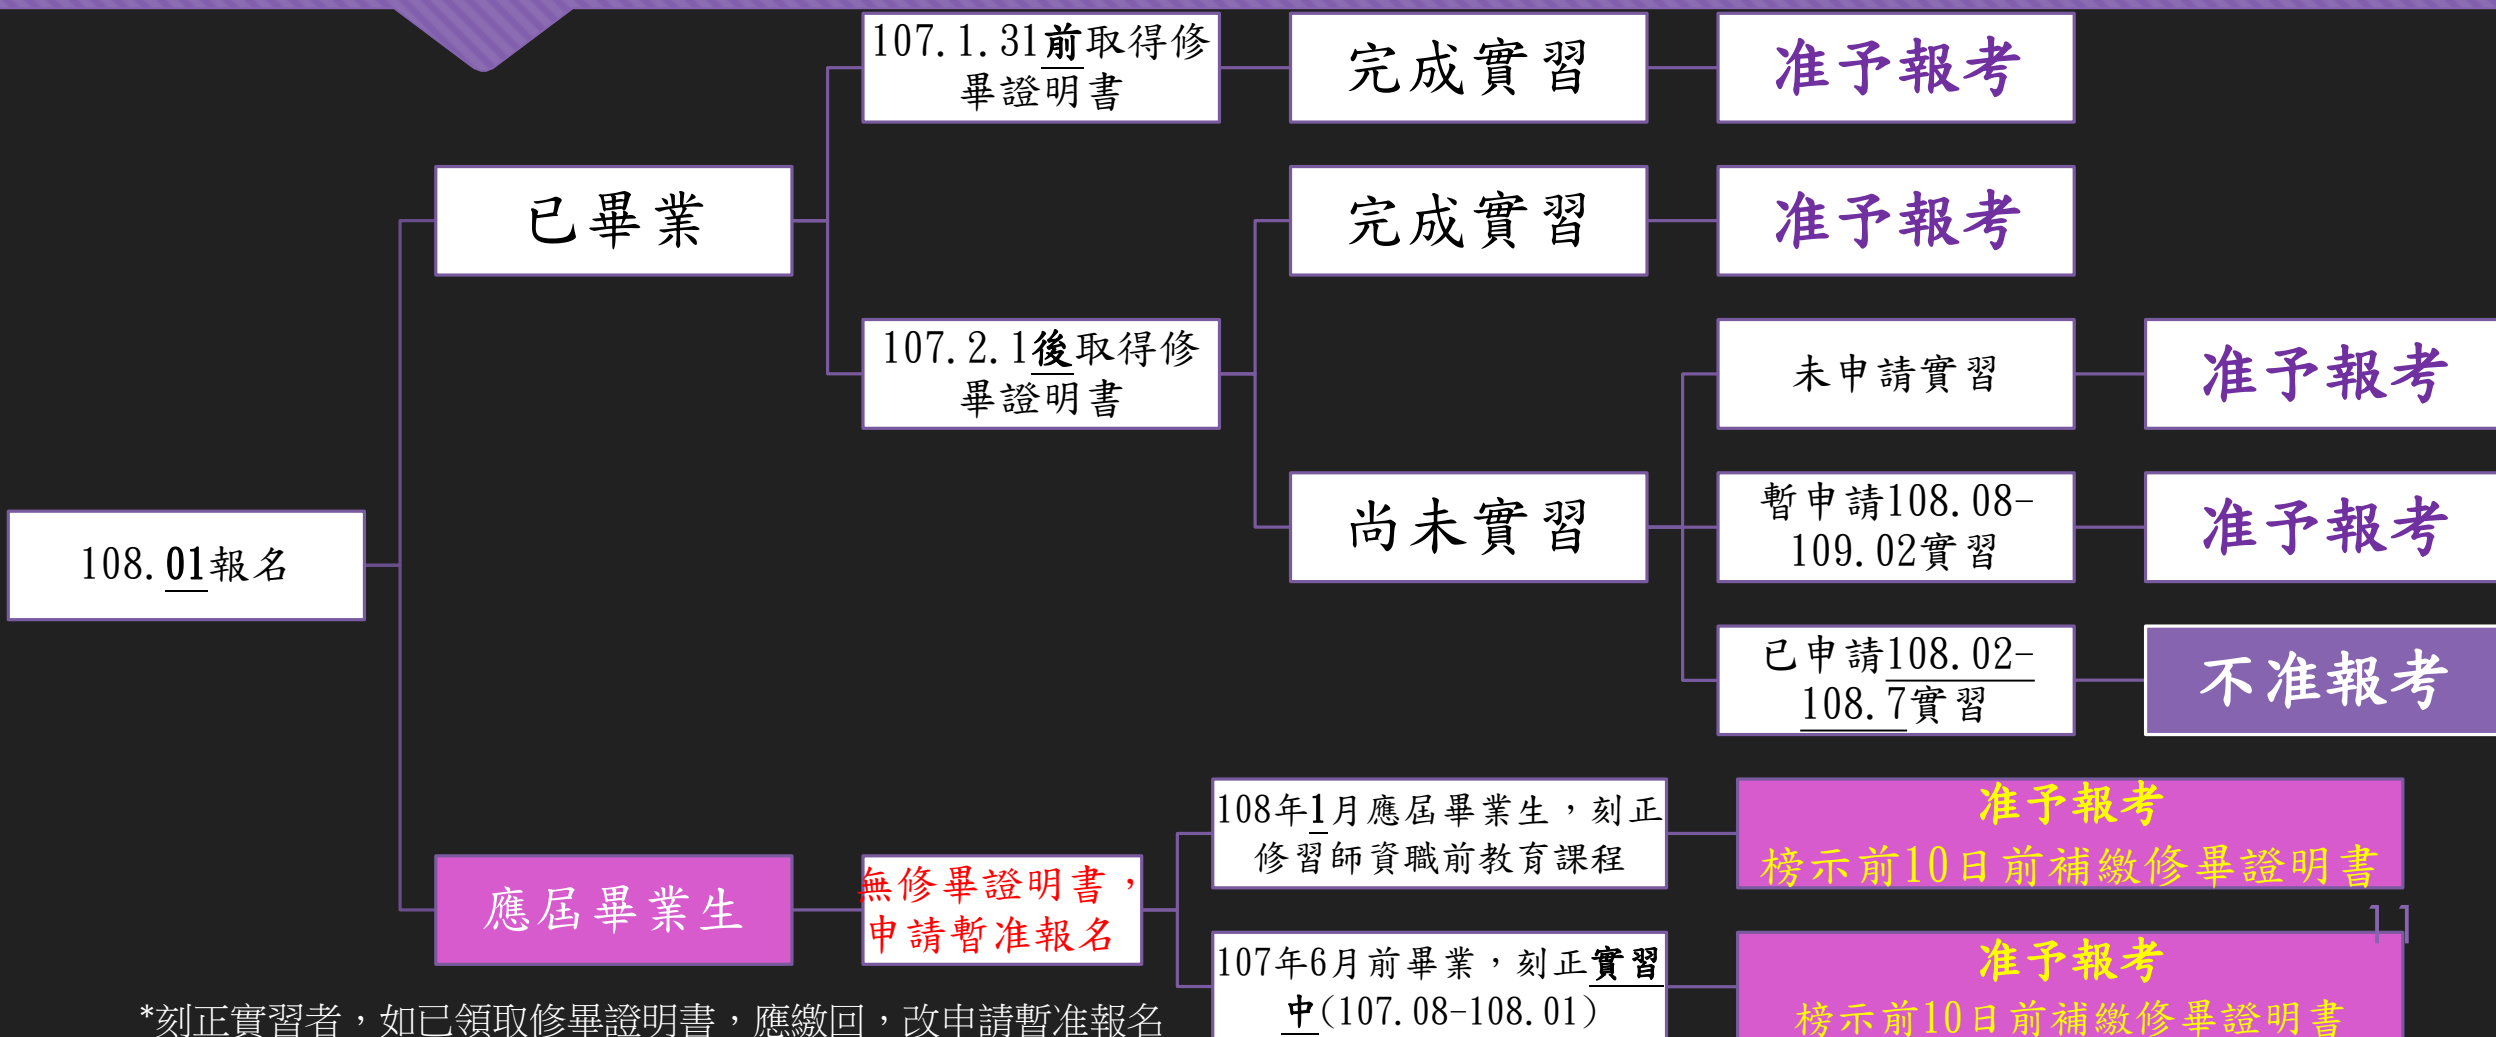 107.1.31前取得修
畢證明書
完成實習
准予報考
已畢業
完成實習
准予報考
107.2.1後取得修
畢證明書
未申請實習
准予報考
尚未實習
暫申請108.08-
109.02實習
准予報考
108.01報名
已申請108.02-
108.7實習
不准報考
108年1月應屆畢業生，刻正
修習師資職前教育課程
准予報考
榜示前10日前補繳修畢證明書
應屆畢業生
無修畢證明書，
申請暫准報名
107年6月前畢業，刻正實習
中(107.08-108.01)
准予報考
榜示前10日前補繳修畢證明書
*刻正實習者，如已領取修畢證明書，應繳回，改申請暫准報名
11